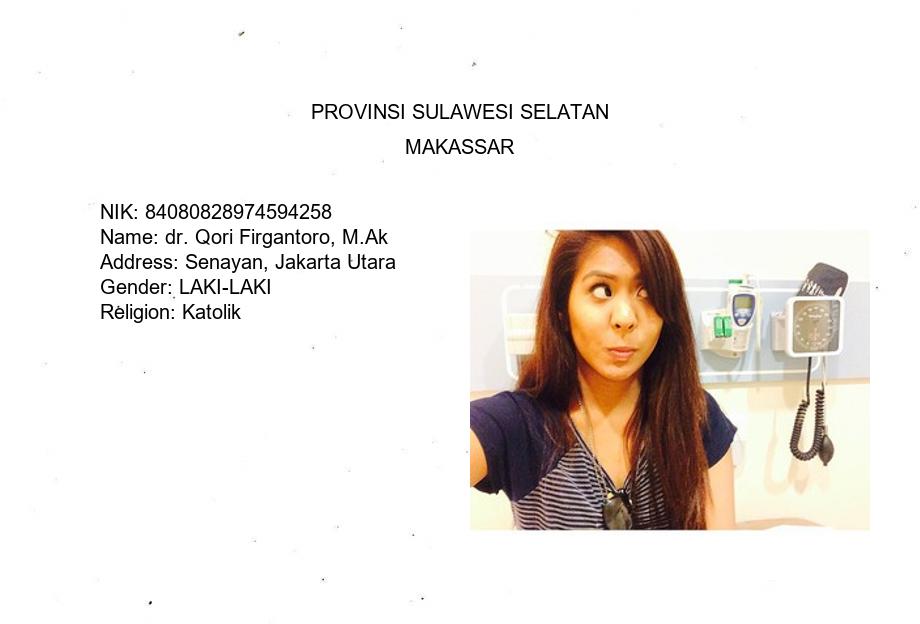 PROVINSI SULAWESI SELATAN
MAKASSAR
NIK: 84080828974594258
Name: dr. Qori Firgantoro, M.Ak
Address: Senayan, Jakarta Utara
Gender: LAKI-LAKI
Religion: Katolik